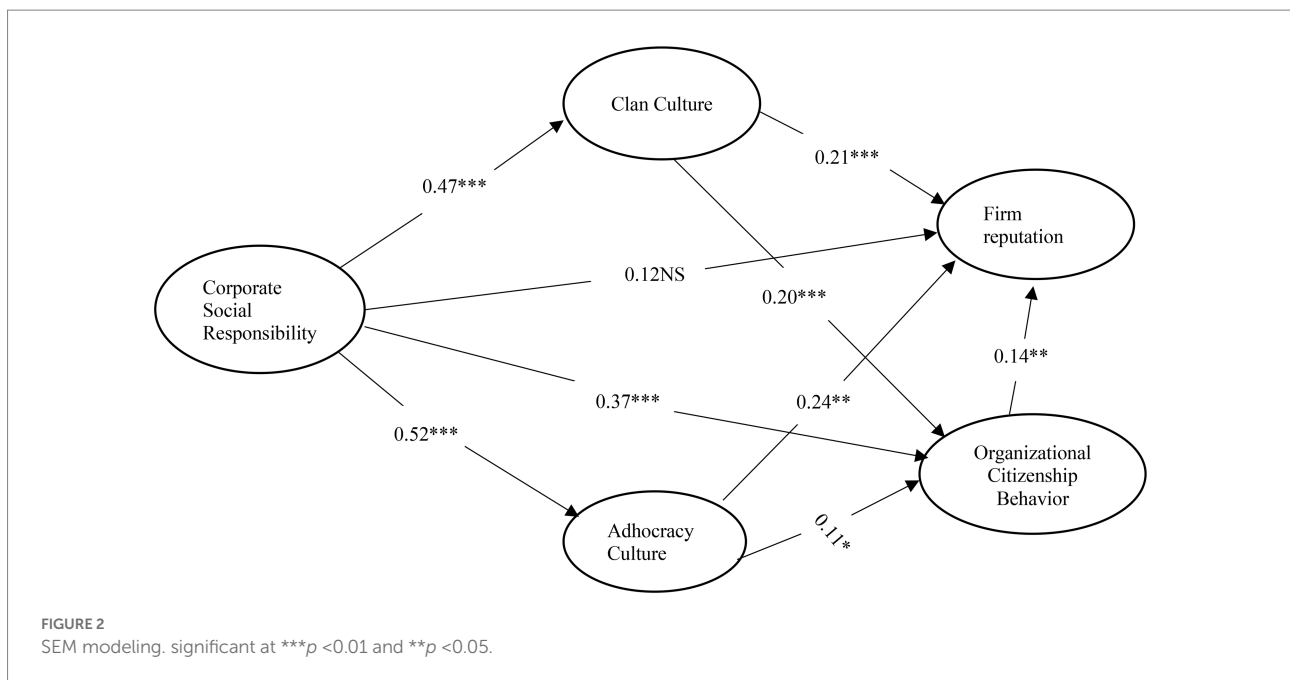 Clan Culture
0.21***
0.47***
Firm
reputation
0.12NS
Corporate
Social
Responsibility
0.20***
0.14**
0.37***
0.24**
0.52***
Organizational
Citizenship
Behavior
Adhocracy
Culture
0.11*
FIGURE 2
SEM modeling. significant at ***p <0.01 and **p <0.05.